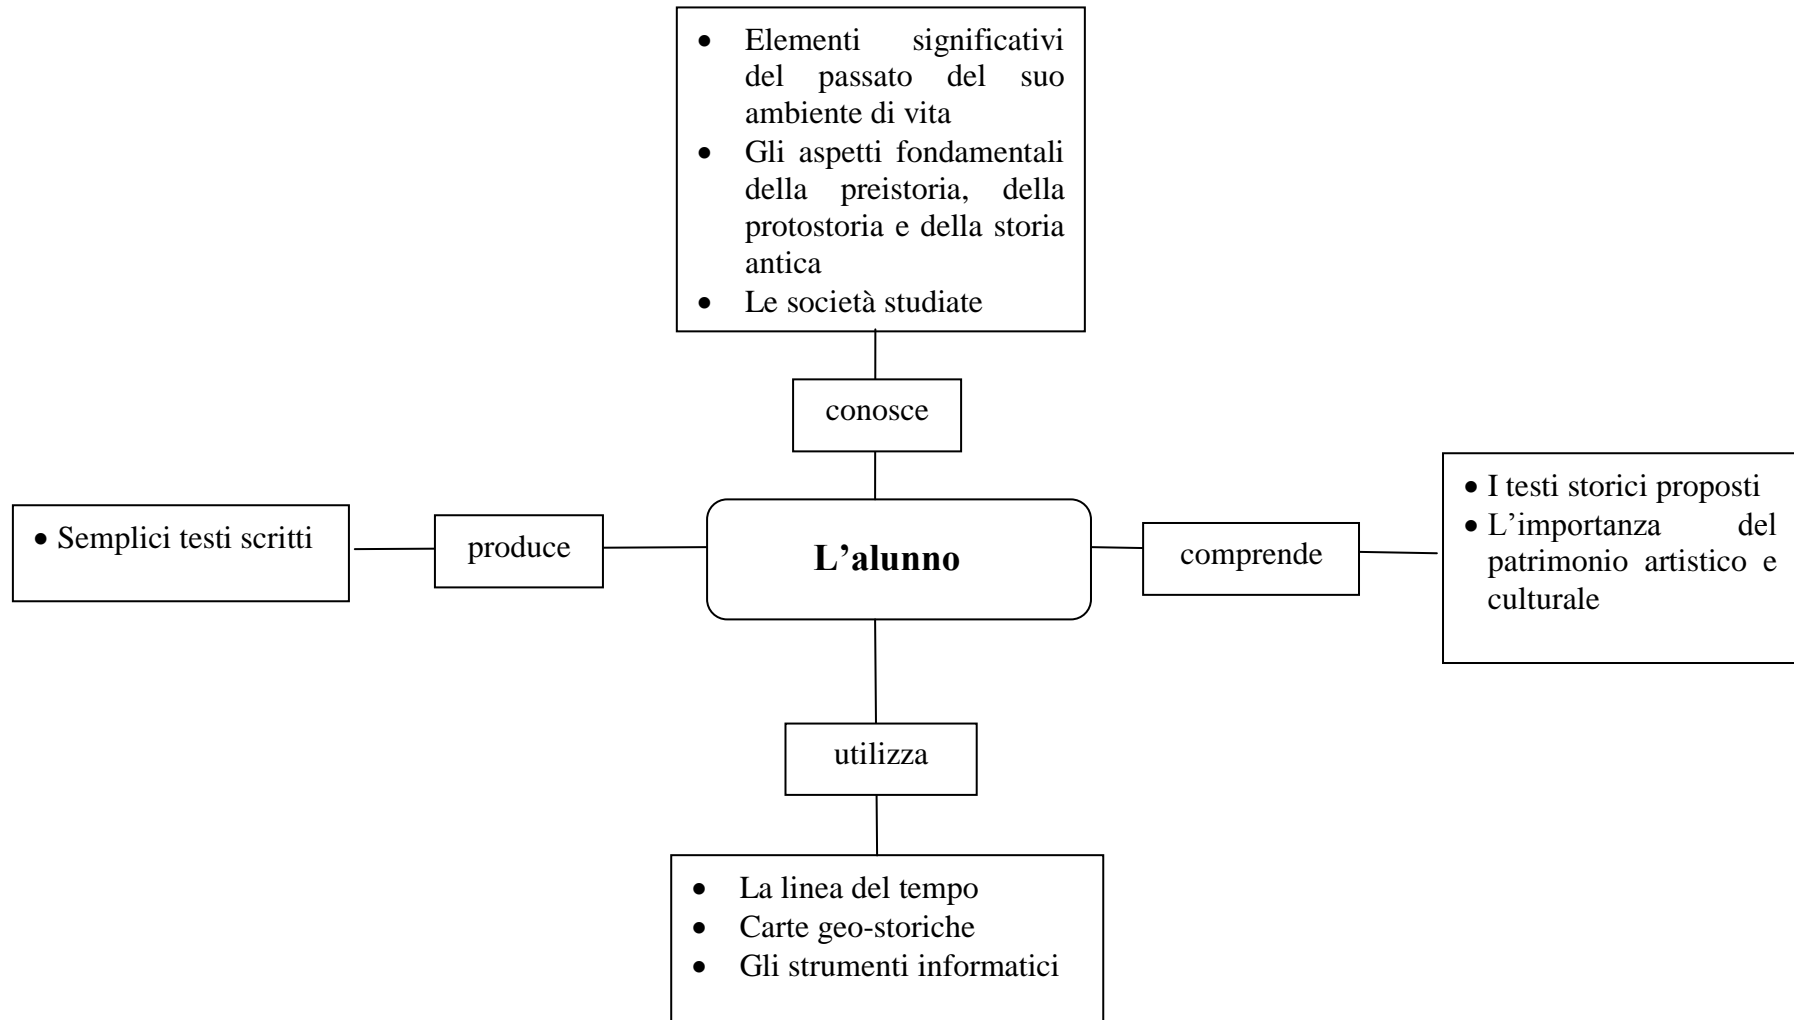 • Elementi significativi
del passato del suo
ambiente di vita
• Gli aspetti fondamentali
della preistoria, della
protostoria e della storia
antica
• Le società studiate
conosce
• Semplici testi scritti
produce
L’alunno
comprende
• I testi storici proposti
• L’importanza del
patrimonio artistico e
culturale
utilizza
• La linea del tempo
• Carte geo-storiche
• Gli strumenti informatici